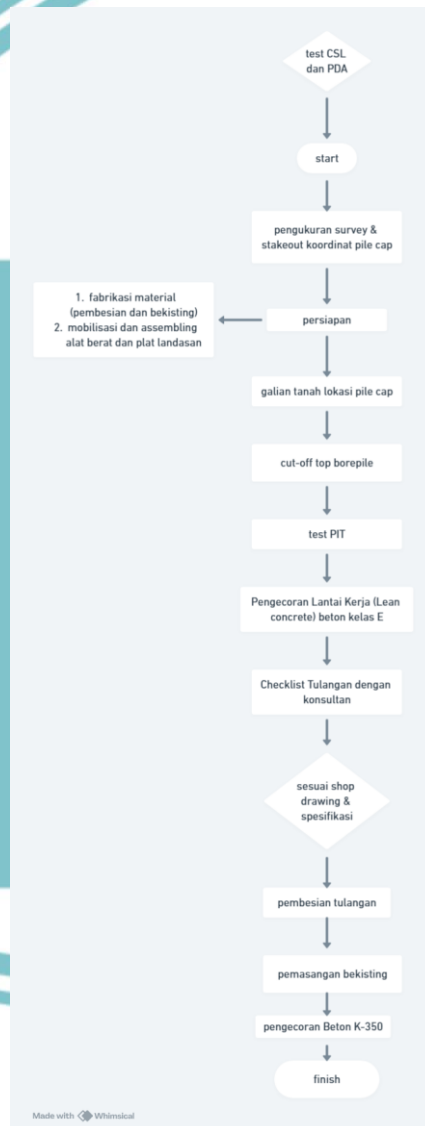 test CSL
dan PDA
start
pengukuran survey &
stakeout koordinat pile cap
1. fabrikasi material
(pembesian dan bekisting)
2. mobilisasi dan assembling
alat berat dan plat landasan
persiapan
galian tanah lokasi pile cap
cut-off top borepile
test PIT
Pengecoran Lantai Kerja (Lean
concrete) beton kelas E
Checklist Tulangan dengan
konsultan
sesuai shop
drawing &
spesifikasi
pembesian tulangan
pemasangan bekisting
pengecoran Beton K-350
finish
Made with Whimsical